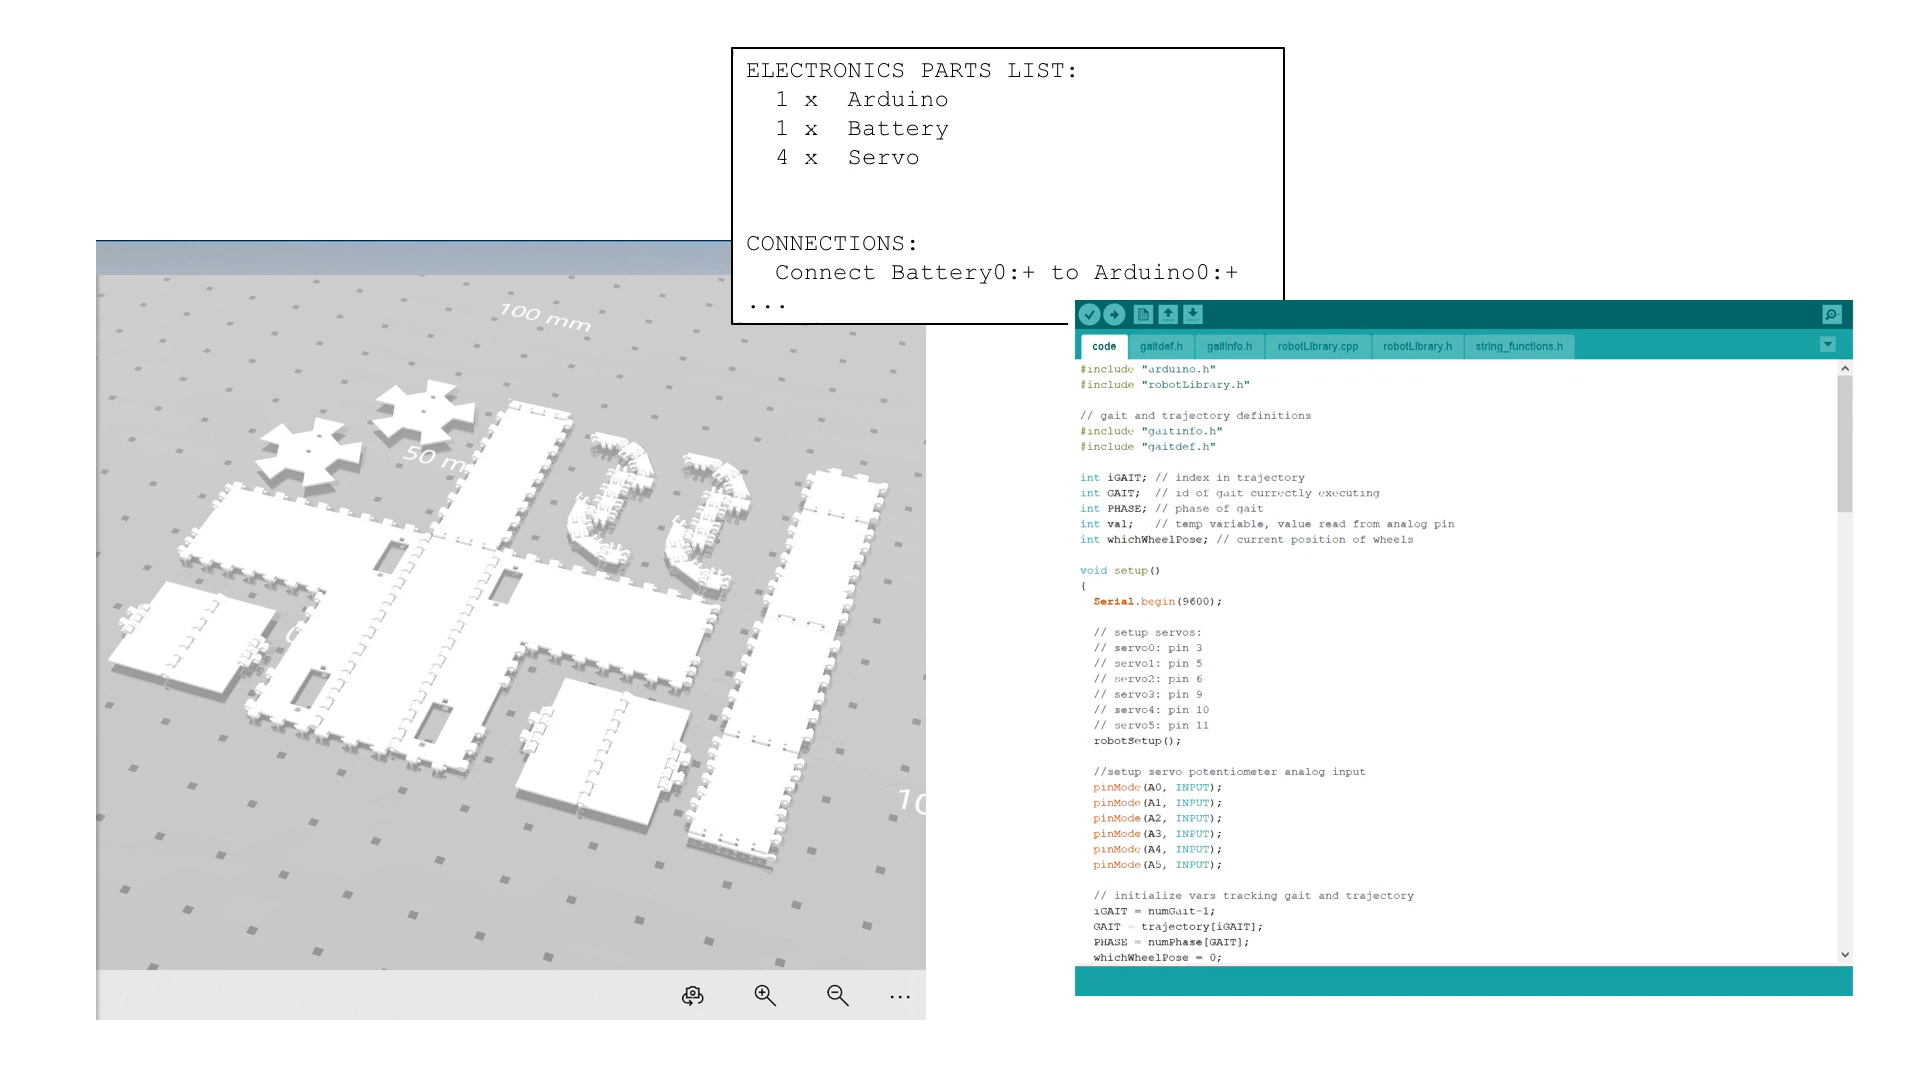 ELECTRONICS PARTS LIST:
1 x Arduino
1 x Battery
4 x Servo
CONNECTIONS:
Connect Battery0:+ to Arduino0:+
...
100 mm
50 m
0
10
code gaitdef.h gaitinfo.h robotLibrary.cpp robotLibrary.h string_functions.h
#include "arduino.h"
#include "robotLibrary.h"
// gait and trajectory definitions
#include "gaitinfo.h"
#include "gaitdef.h"
int iGAIT; // index in trajectory
int GAIT; // id of gait currectly executing
int PHASE; // phase of gait
int val; // temp variable, value read from analog pin
int whichWheelPose; // current position of wheels
void setup()
{
Serial.begin(9600);
// setup servos:
// servo0: pin 3
// servo1: pin 5
// servo2: pin 6
// servo3: pin 9
// servo4: pin 10
// servo5: pin 11
robotSetup();
//setup servo potentiometer analog input
pinMode(A0, INPUT);
pinMode(A1, INPUT);
pinMode(A2, INPUT);
pinMode(A3, INPUT);
pinMode(A4, INPUT);
pinMode(A5, INPUT);
// initialize vars tracking gait and trajectory
iGAIT = numGait-1;
GAIT = trajectory[iGAIT];
PHASE = numPhase[GAIT];
whichWheelPose = 0;